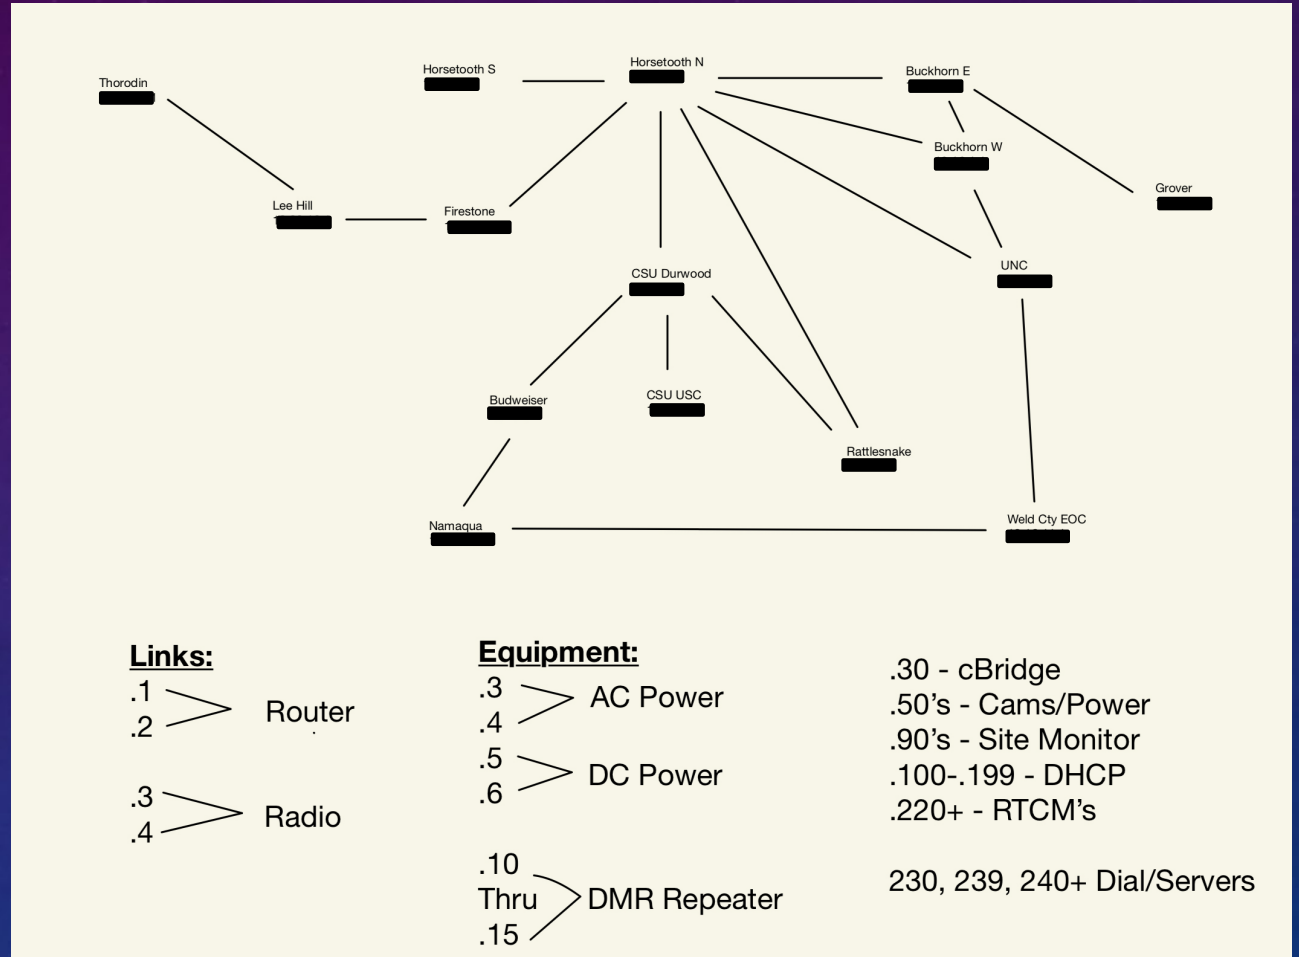 Horsetooth N
Horsetooth S
Buckhorn E
Thorodin
Buckhorn W
Grover
Lee Hill
Firestone
UNC
CSU Durwood
CSU USC
Budweiser
Rattlesnake
Weld Cty EOC
Namaqua
Links:
.1
.2
Router
.3
.4
Radio
Equipment:
.3
.4
AC Power
.5
.6
DC Power
.10
Thru
.15
DMR Repeater
.30 - cBridge
.50's - Cams/Power
.90's - Site Monitor
.100-.199 - DHCP
.220+ - RTCM's
230, 239, 240+ Dial/Servers